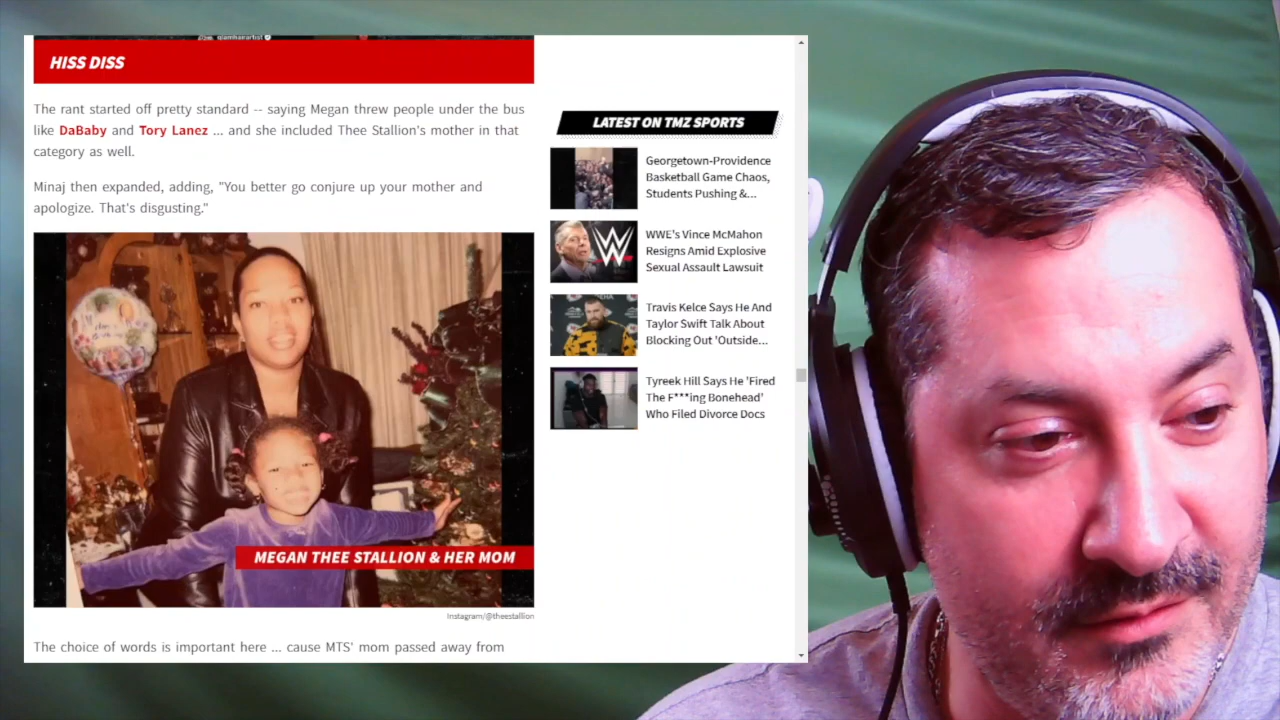 HISS DISS
The rant started off pretty standard -- saying Megan threw people under the bus
like DaBaby and Tory Lanez ... and she included Thee Stallion's mother in that
category as well.
Minaj then expanded, adding, "You better go conjure up your mother and
apologize. That's disgusting."
MEGAN THEE STALLION & HER MOM
Instagram/@theestallion
The choice of words is important here ... cause MTS' mom passed away from
LATEST ON TMZ SPORTS
Georgetown-Providence
Basketball Game Chaos,
Students Pushing &...
WWE's Vince McMahon
Resigns Amid Explosive
Sexual Assault Lawsuit
Travis Kelce Says He And
Taylor Swift Talk About
Blocking Out 'Outside...
Tyreek Hill Says He 'Fired
The F***ing Bonehead'
Who Filed Divorce Docs